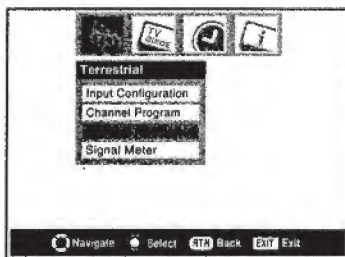 TV
GUIDE
i
Terrestrial
Input Configuration
Channel Program
Signal Meter
Navigate Select RTN Back EXIT Exit